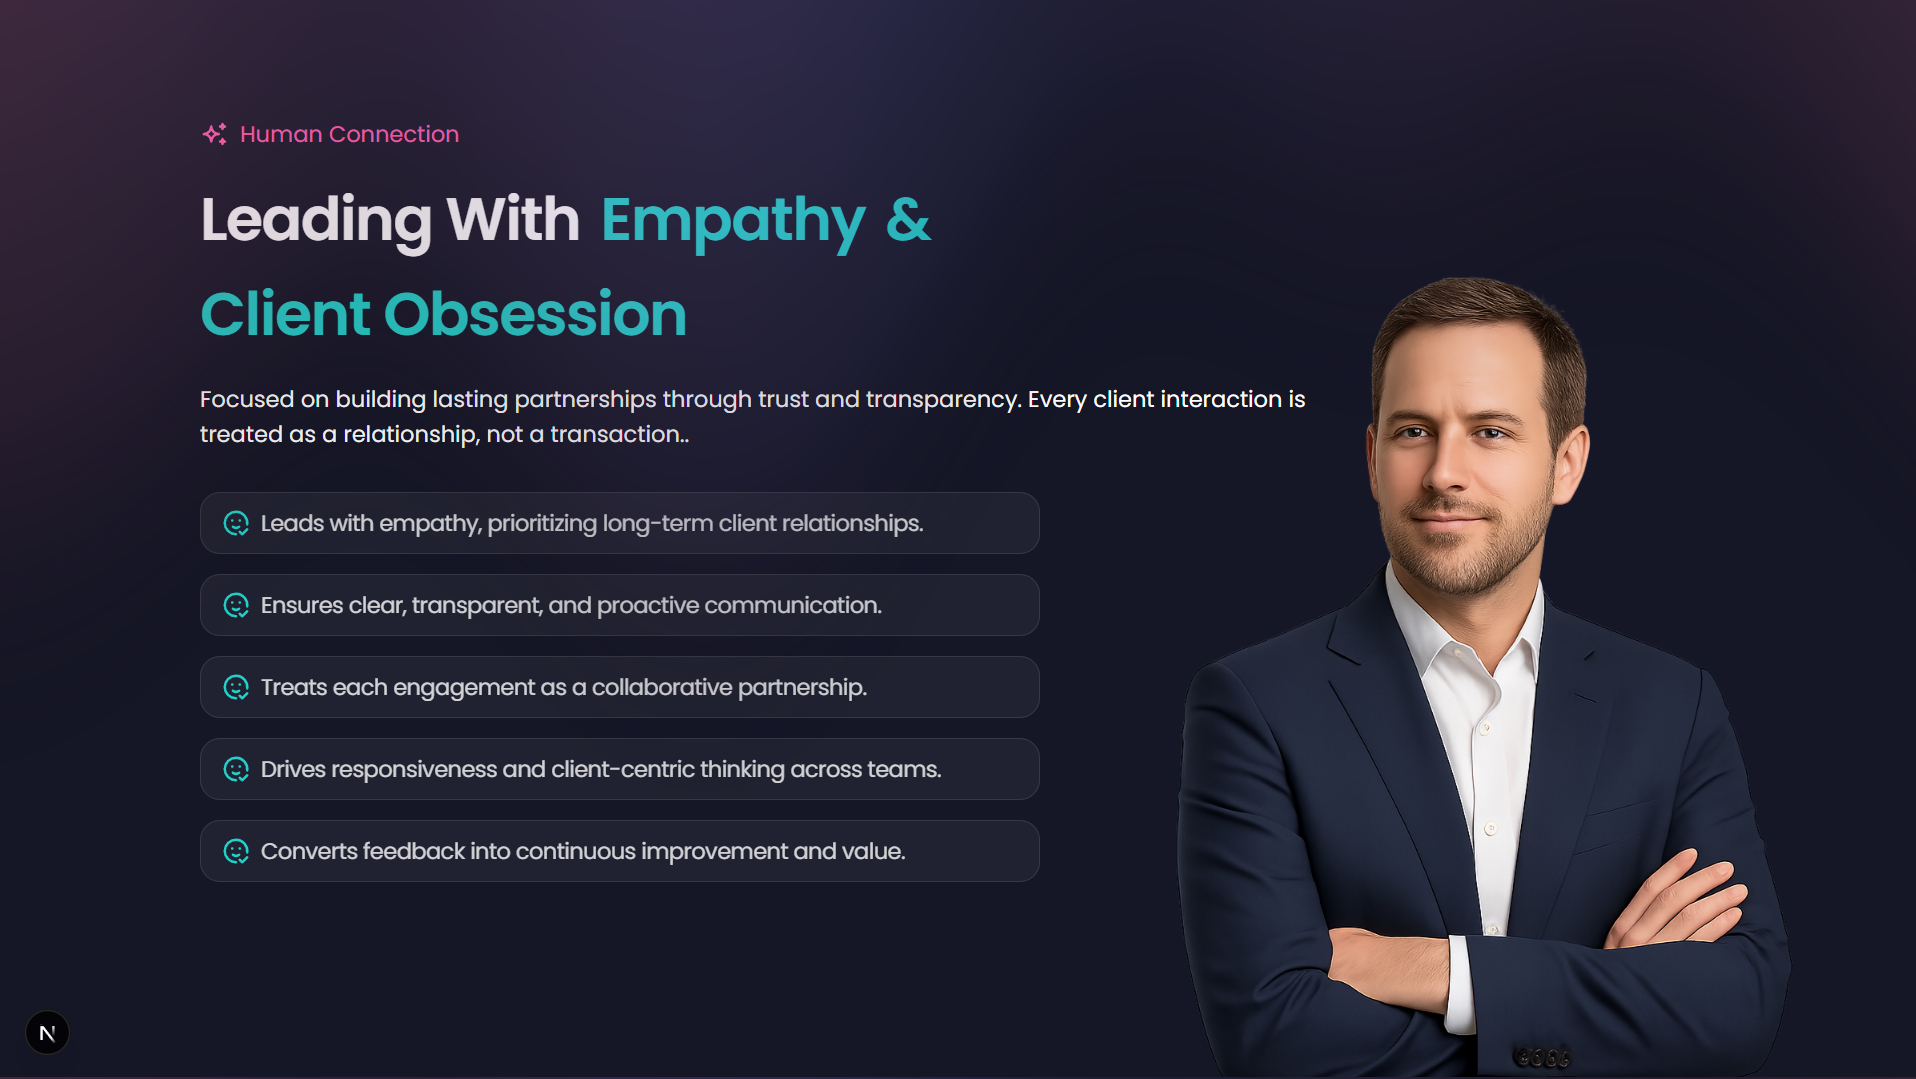 Human Connection
Leading With Empathy &
Client Obsession
Focused on building lasting partnerships through trust and transparency. Every client interaction is
treated as a relationship, not a transaction..
Leads with empathy, prioritizing long-term client relationships.
Ensures clear, transparent, and proactive communication.
Treats each engagement as a collaborative partnership.
Drives responsiveness and client-centric thinking across teams.
Converts feedback into continuous improvement and value.
N